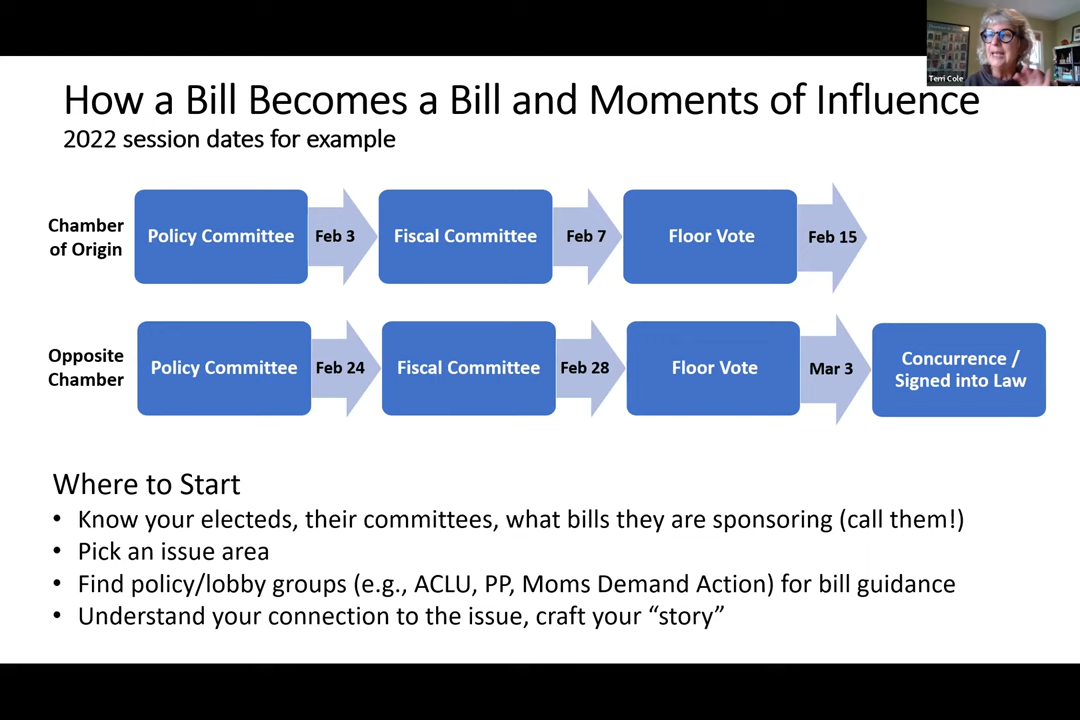 How a Bill Becomes a Bill and Moments of Influence
2022 session dates for example
Terri Cole
Chamber
of Origin
Policy Committee
Feb 3
Fiscal Committee
Feb 7
Floor Vote
Feb 15
Opposite
Chamber
Policy Committee
Feb 24
Fiscal Committee
Feb 28
Floor Vote
Mar 3
Concurrence /
Signed into Law
Where to Start
• Know your electeds, their committees, what bills they are sponsoring (call them!)
• Pick an issue area
• Find policy/lobby groups (e.g., ACLU, PP, Moms Demand Action) for bill guidance
• Understand your connection to the issue, craft your “story”